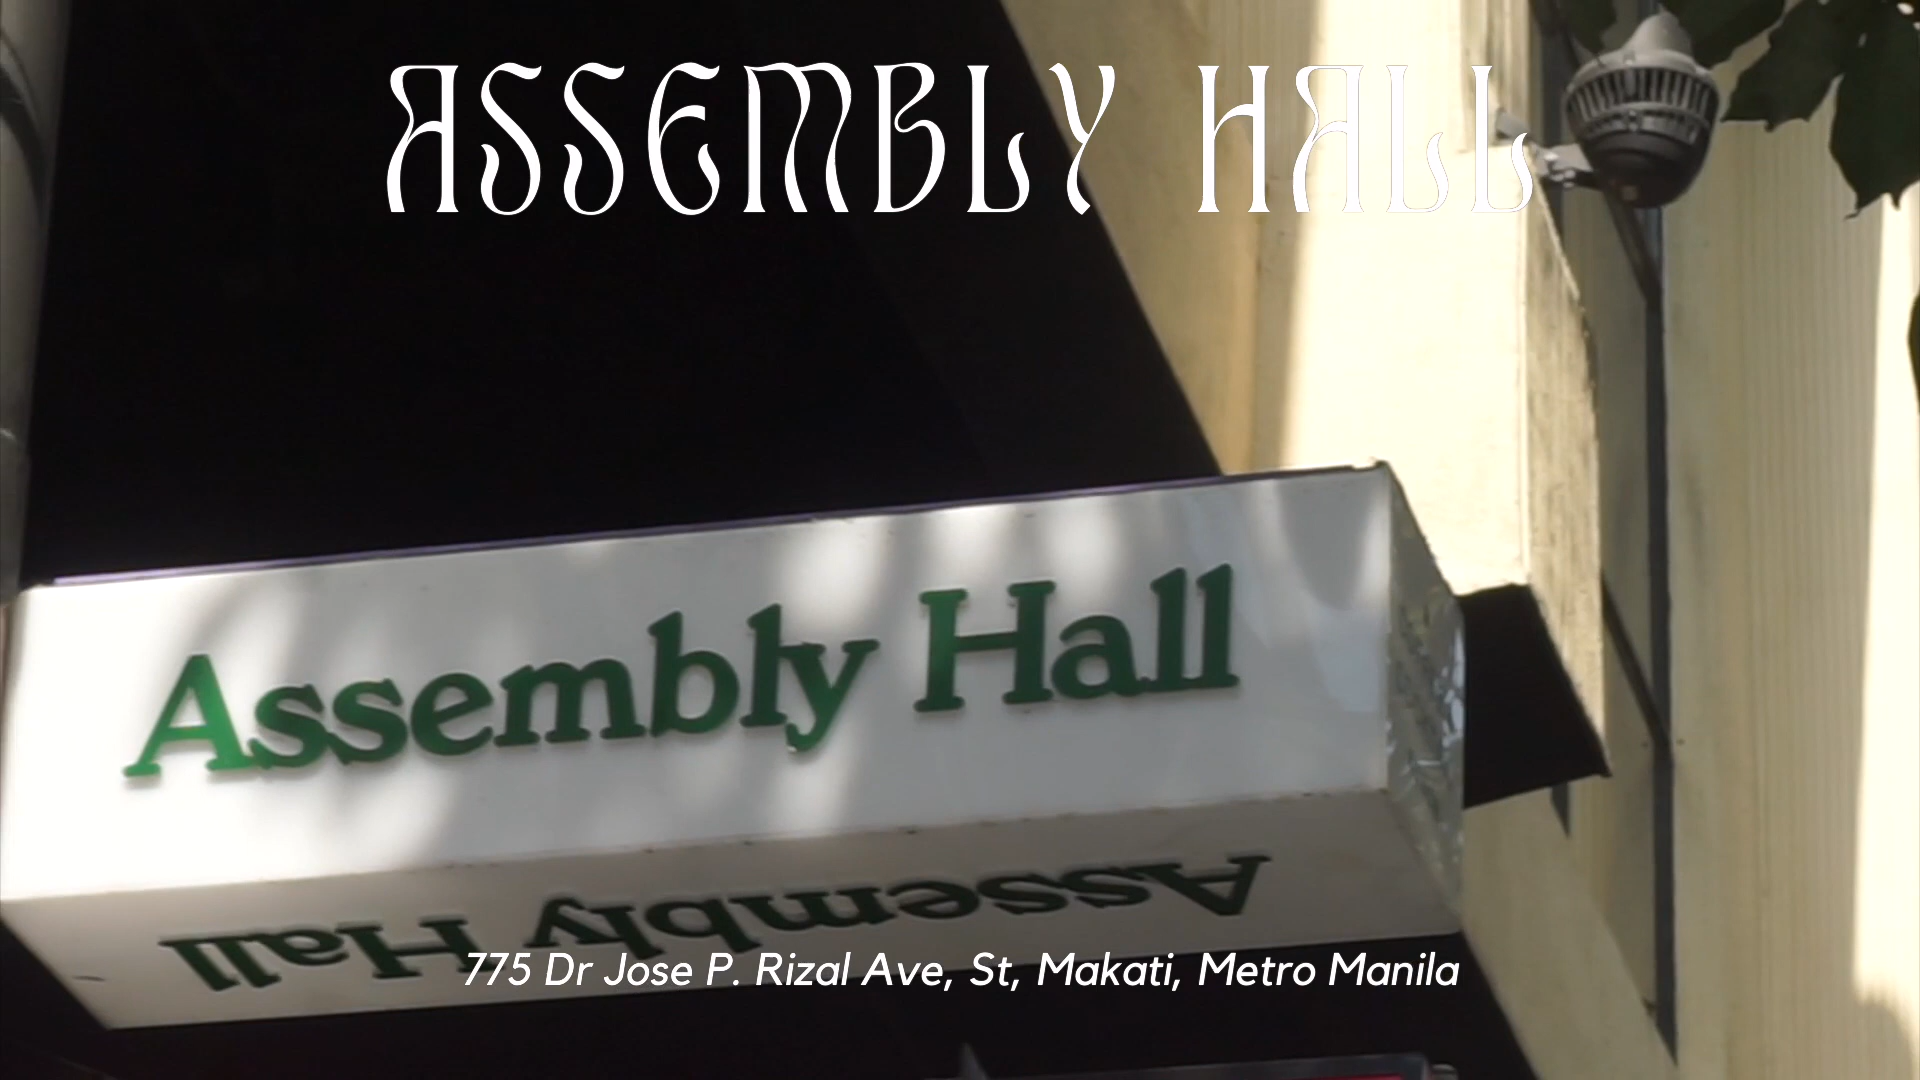 ASSEMBLY HALL
Assembly Hall
Assembly Hall
775 Dr Jose P. Rizal Ave, St, Makati, Metro Manila